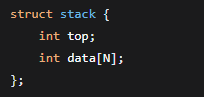 struct stack {
    int top;
    int data[N];
};